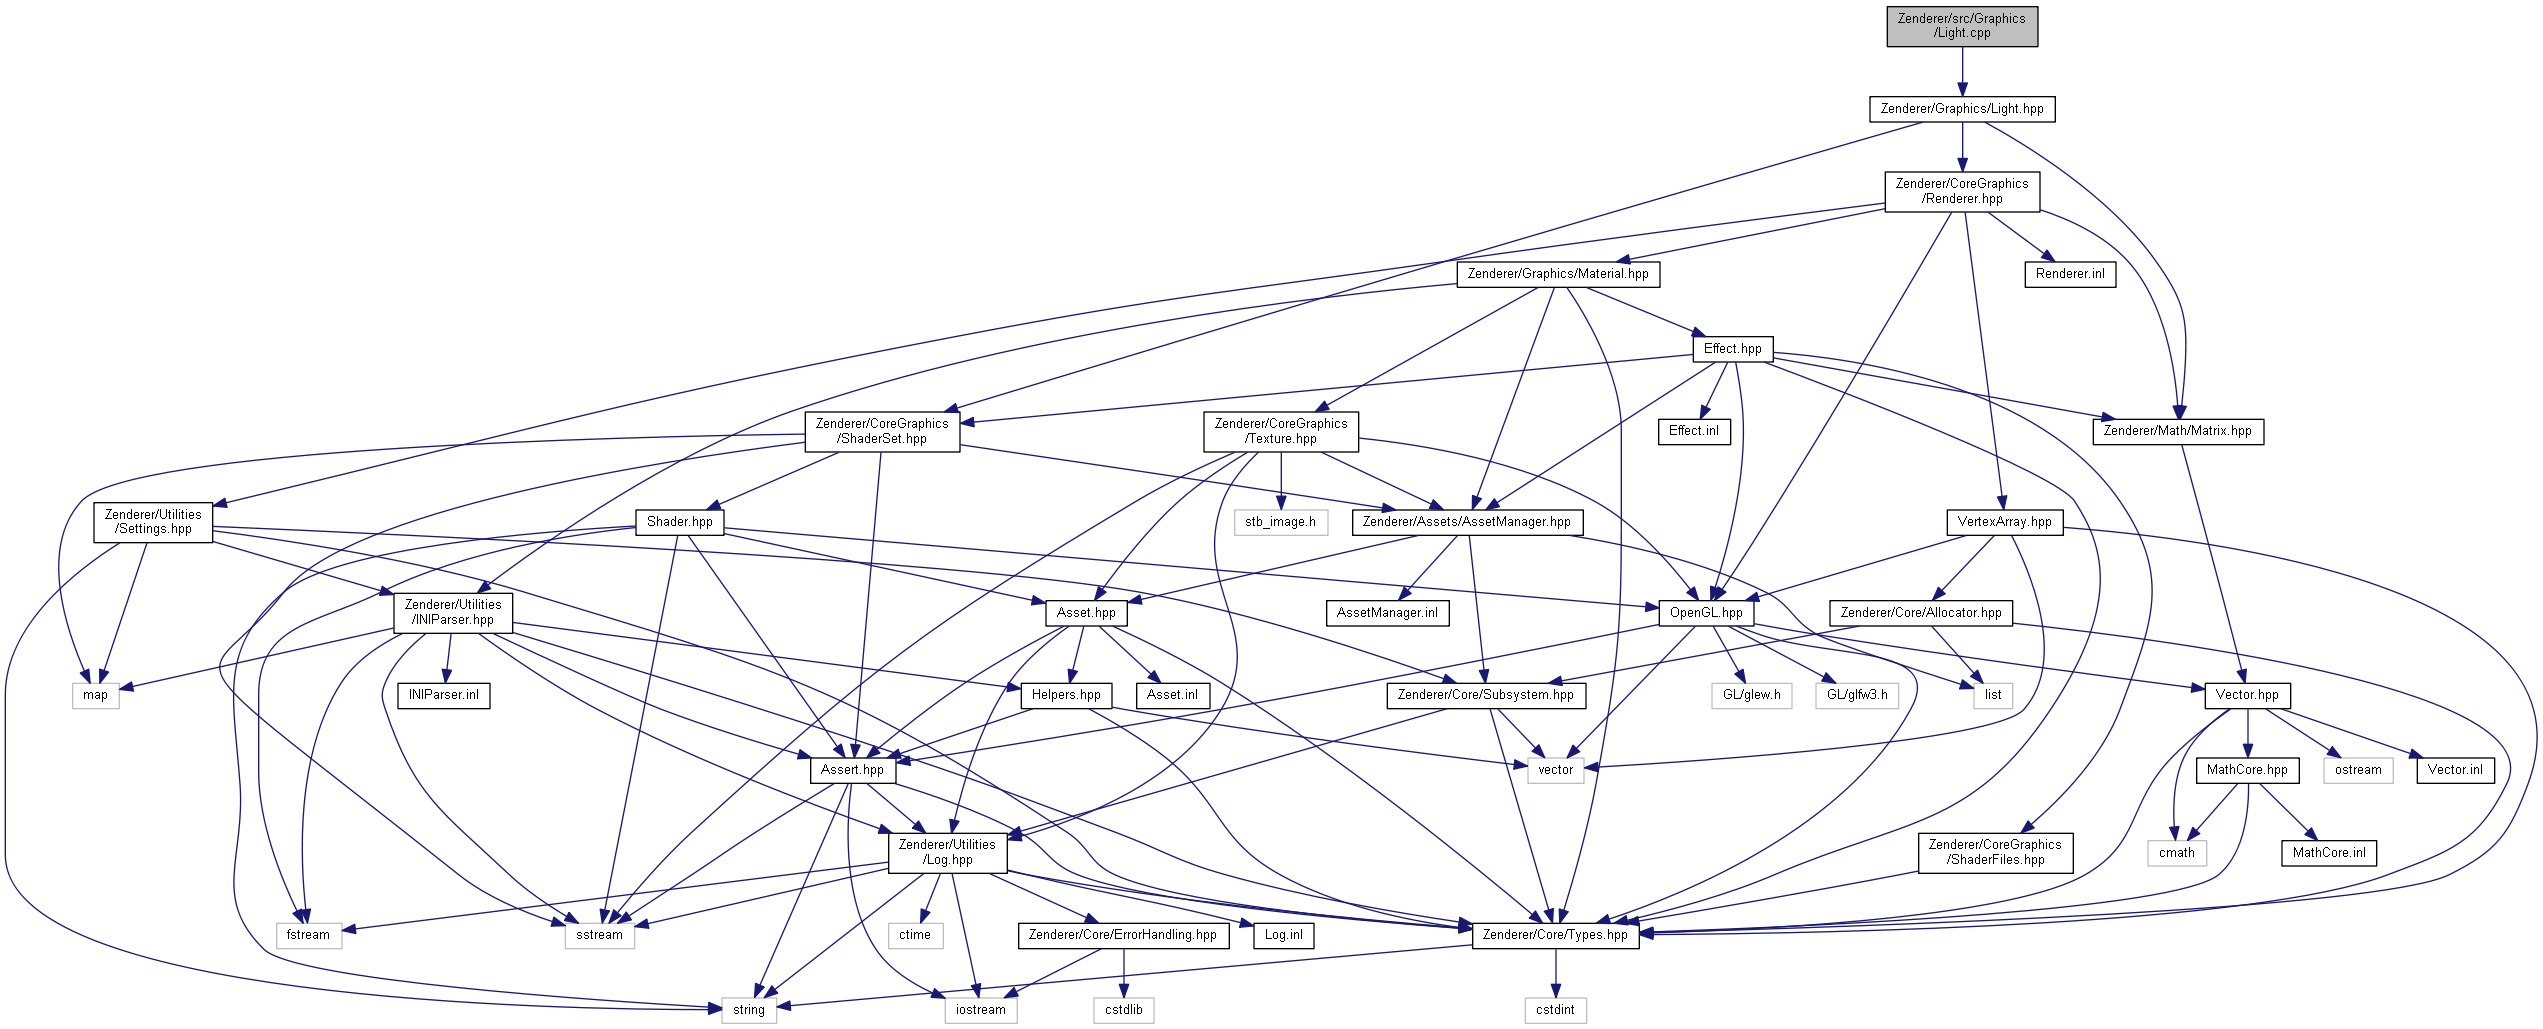 Zenderer/src/Graphics
/Light.cpp
Zenderer/Graphics/Light.hpp
Zenderer/CoreGraphics
/Renderer.hpp
Zenderer/Graphics/Material.hpp
Renderer.inl
Effect.hpp
Zenderer/CoreGraphics
/ShaderSet.hpp
Zenderer/CoreGraphics
/Texture.hpp
Effect.inl
Zenderer/Math/Matrix.hpp
Zenderer/Utilities
/Settings.hpp
Shader.hpp
stb_image.h
Zenderer/Assets/AssetManager.hpp
VertexArray.hpp
Zenderer/Utilities
/INIParser.hpp
Asset.hpp
AssetManager.inl
OpenGL.hpp
Zenderer/Core/Allocator.hpp
map
INIParser.inl
Helpers.hpp
Asset.inl
Zenderer/Core/Subsystem.hpp
GL/glew.h
GL/glfw3.h
list
Vector.hpp
Assert.hpp
vector
MathCore.hpp
ostream
Vector.inl
Zenderer/Utilities
/Log.hpp
Zenderer/CoreGraphics
/ShaderFiles.hpp
cmath
MathCore.inl
fstream
sstream
ctime
Zenderer/Core/ErrorHandling.hpp
Log.inl
Zenderer/Core/Types.hpp
string
iostream
cstdlib
cstdint